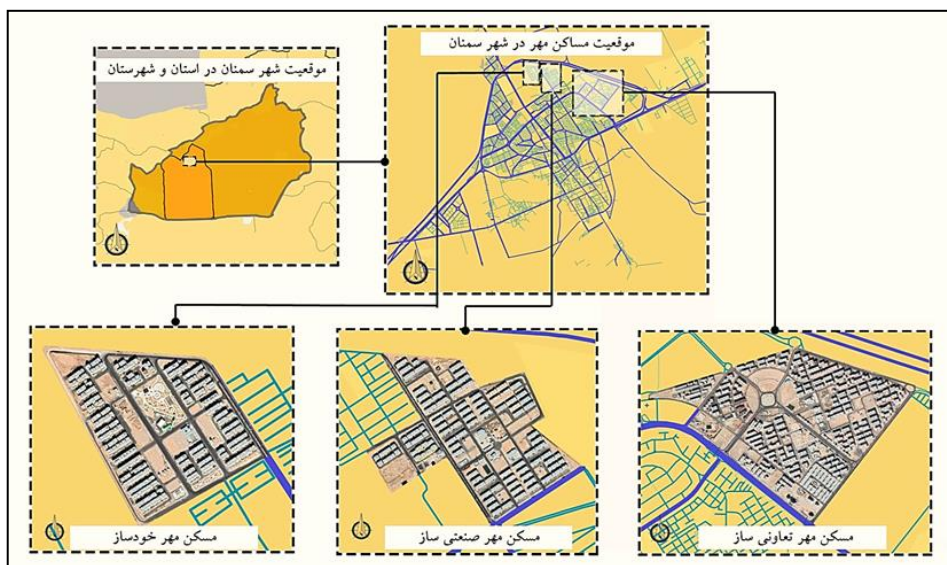 موقعیت مساکن مهر در شهر سمنان
موقعیت شهر سمنان در استان و شهرستان
مسکن مهر تعاونی ساز
مسکن مهر صنعتی ساز
مسکن مهر خودساز